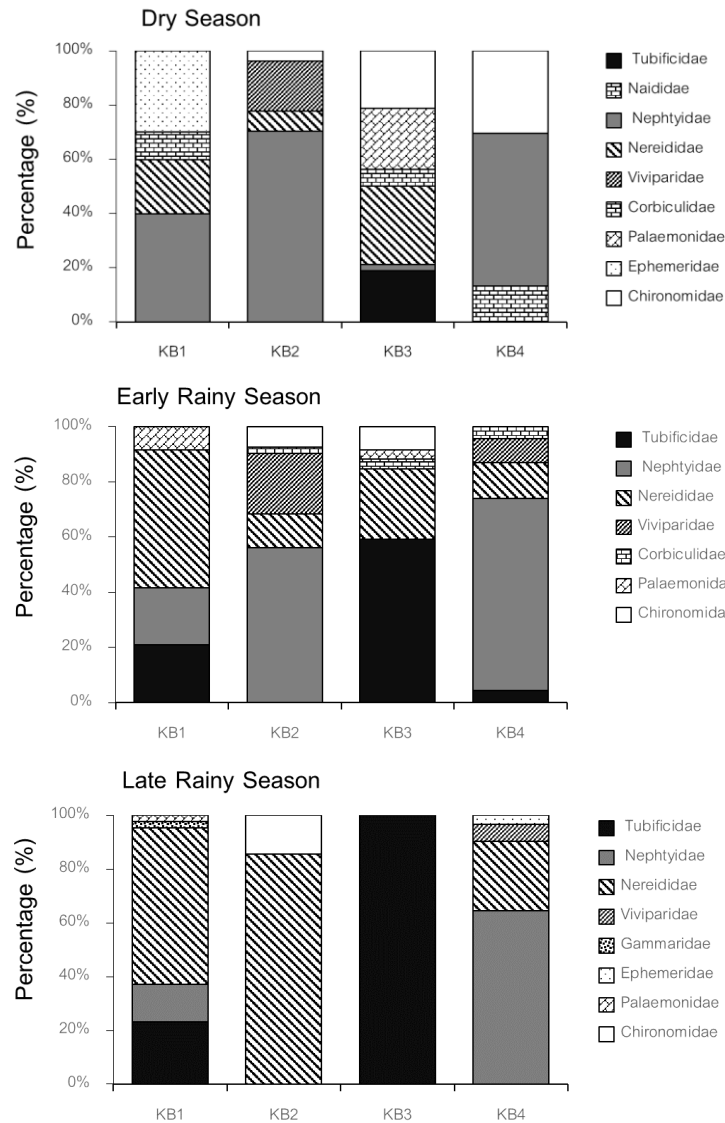 Dry Season
Percentage (%)
100%
80%
60%
40%
20%
0%
KB1 KB2 KB3 KB4
Tubificidae
Naididae
Nephtyidae
Nereididae
Viviparidae
Corbiculidae
Palaemonidae
Ephemeridae
Chironomidae
Early Rainy Season
Percentage (%)
100%
80%
60%
40%
20%
0%
KB1 KB2 KB3 KB4
Tubificidae
Nephtyidae
Nereididae
Viviparidae
Corbiculidae
Palaemonida
Chironomida
Late Rainy Season
Percentage (%)
100%
80%
60%
40%
20%
0%
KB1 KB2 KB3 KB4
Tubificidae
Nephtyidae
Nereididae
Viviparidae
Gammaridae
Ephemeridae
Palaemonidae
Chironomidae